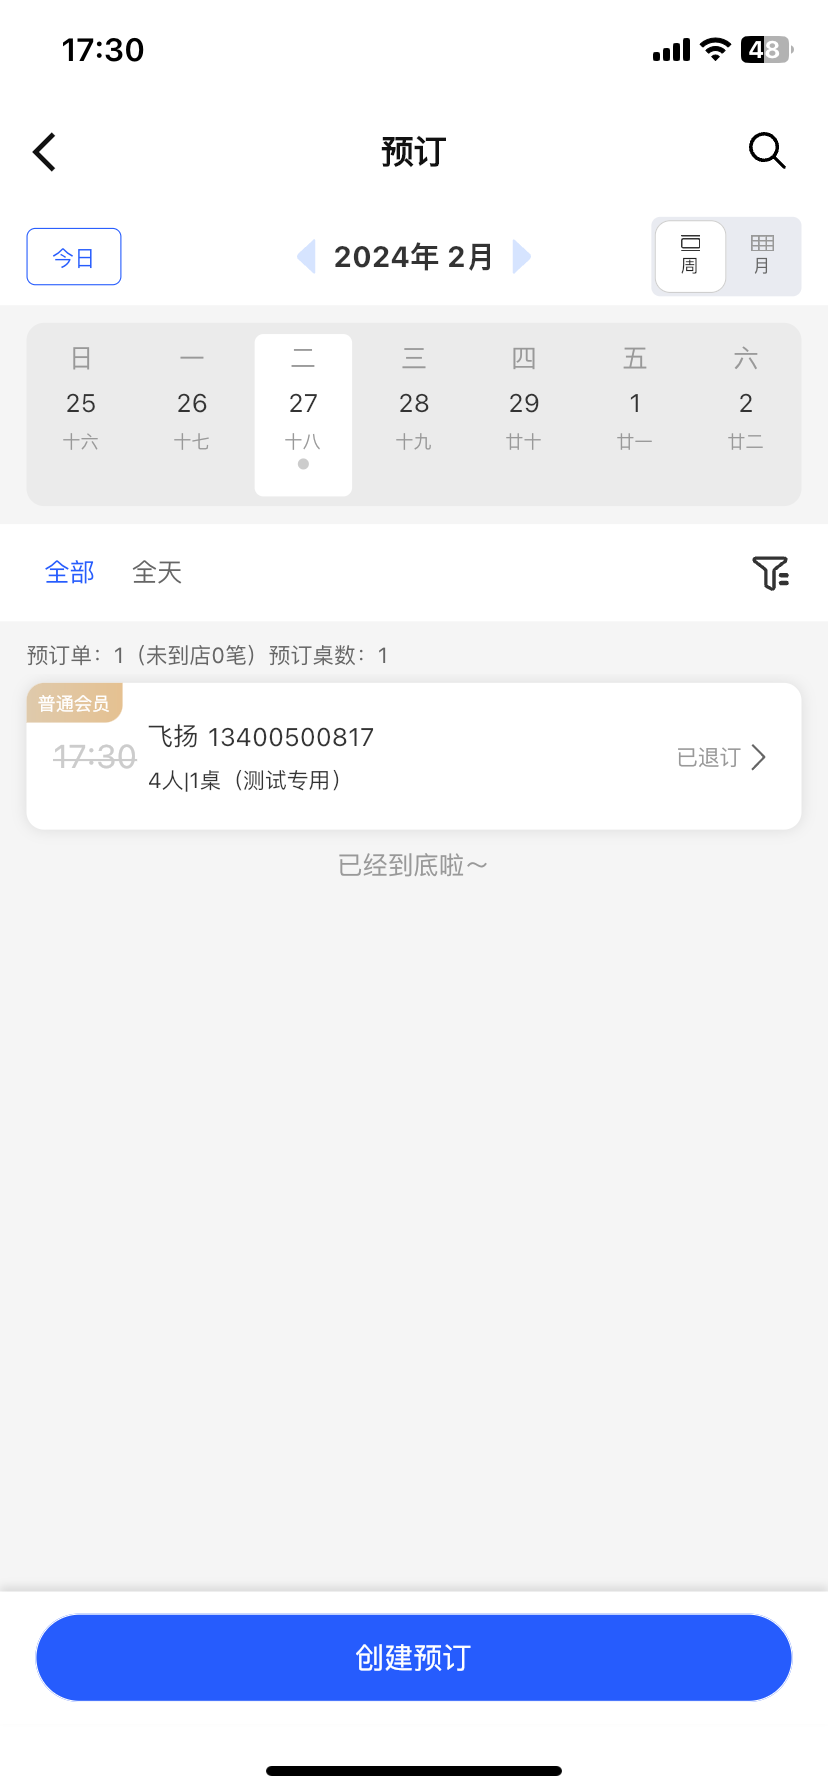 17:30
48
预订
今日
2024年 2月
周
月
日 一 二 三 四 五 六
25 26 27 28 29 1 2
十六 十七 十八 十九 廿十 廿一 廿二
全部 全天
预订单：1（未到店0笔）预订桌数：1
普通会员
飞扬 13400500817
17:30
已退订
4人|1桌（测试专用）
已经到底啦～
创建预订